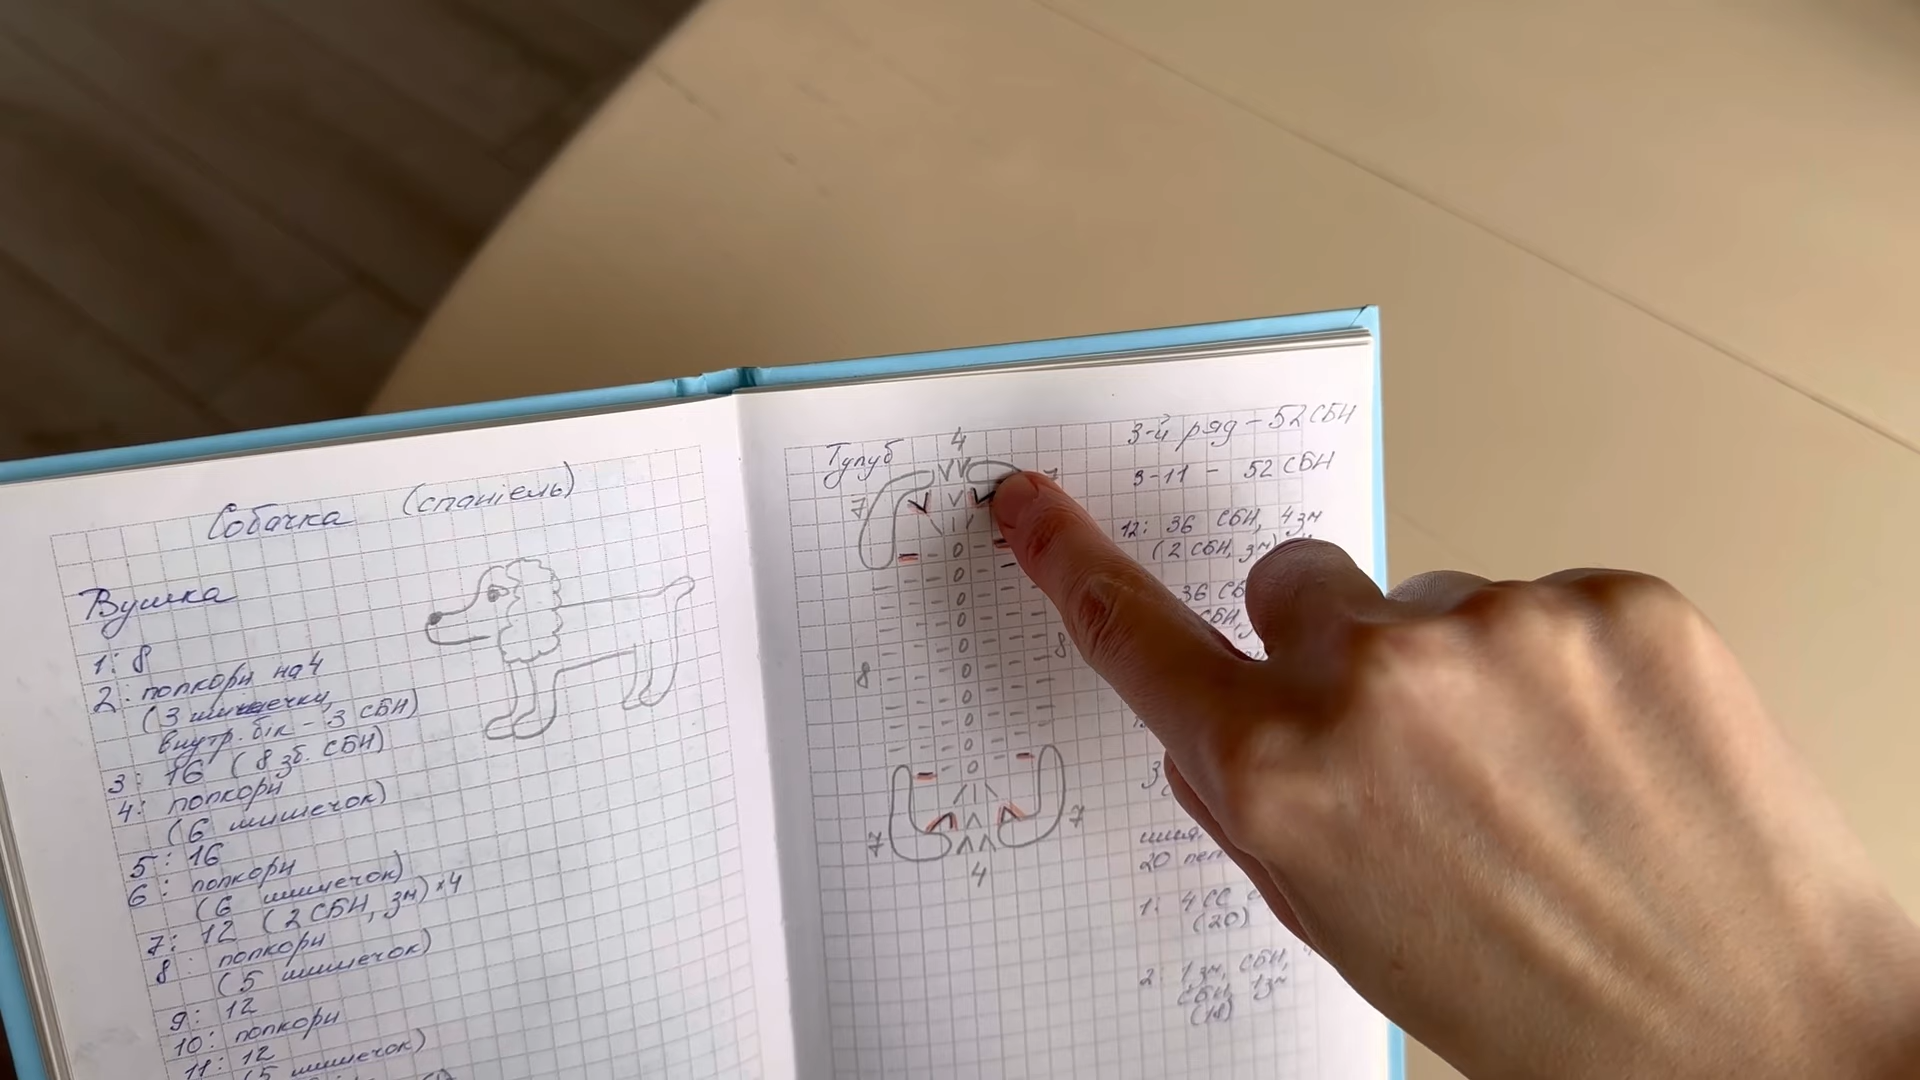 Собачка (спаніель)
Вушка
1: 8
2: попкорн на 4
(3 шишечки,
внутр. бік - 3 СБН)
3: 16 (8 зб. СБН)
4: попкорн
(6 шишечок)
5: 16
6: попкорн
(6 шишечок)
7: 12 (2 СБН, зм) *4
8: попкорн
(5 шишечок)
9: 12
10: попкорн
11: 12
(5 шишечок)
Тулуб
4
7
7
8
8
7
7
4
3-й ряд - 52 СБН
3-11 - 52 СБН
12: 36 СБН, 4 зм
(2 СБН, зм)
36
СБН,
1: 4 СС
(20)
2: 1 зм, СБН,
СБН, 1 зм
(18)